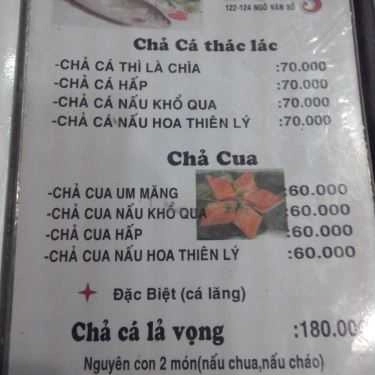 122-124 NGÔ VĂN SỞ
Chả Cá thác lác
-CHẢ CÁ THÌ LÀ CHÌA :70.000
-CHẢ CÁ HẤP :70.000
-CHẢ CÁ NẤU KHỔ QUA :70.000
-CHẢ CÁ NẤU HOA THIÊN LÝ :70.000
Chả Cua
-CHẢ CUA UM MĂNG :60.000
-CHẢ CUA NẤU KHỔ QUA :60.000
-CHẢ CUA HẤP :60.000
-CHẢ CUA NẤU HOA THIÊN LÝ :60.000
Đặc Biệt (cá lăng)
Chả cá lả vọng :180.000
Nguyên con 2 món(nấu chua,nấu cháo)